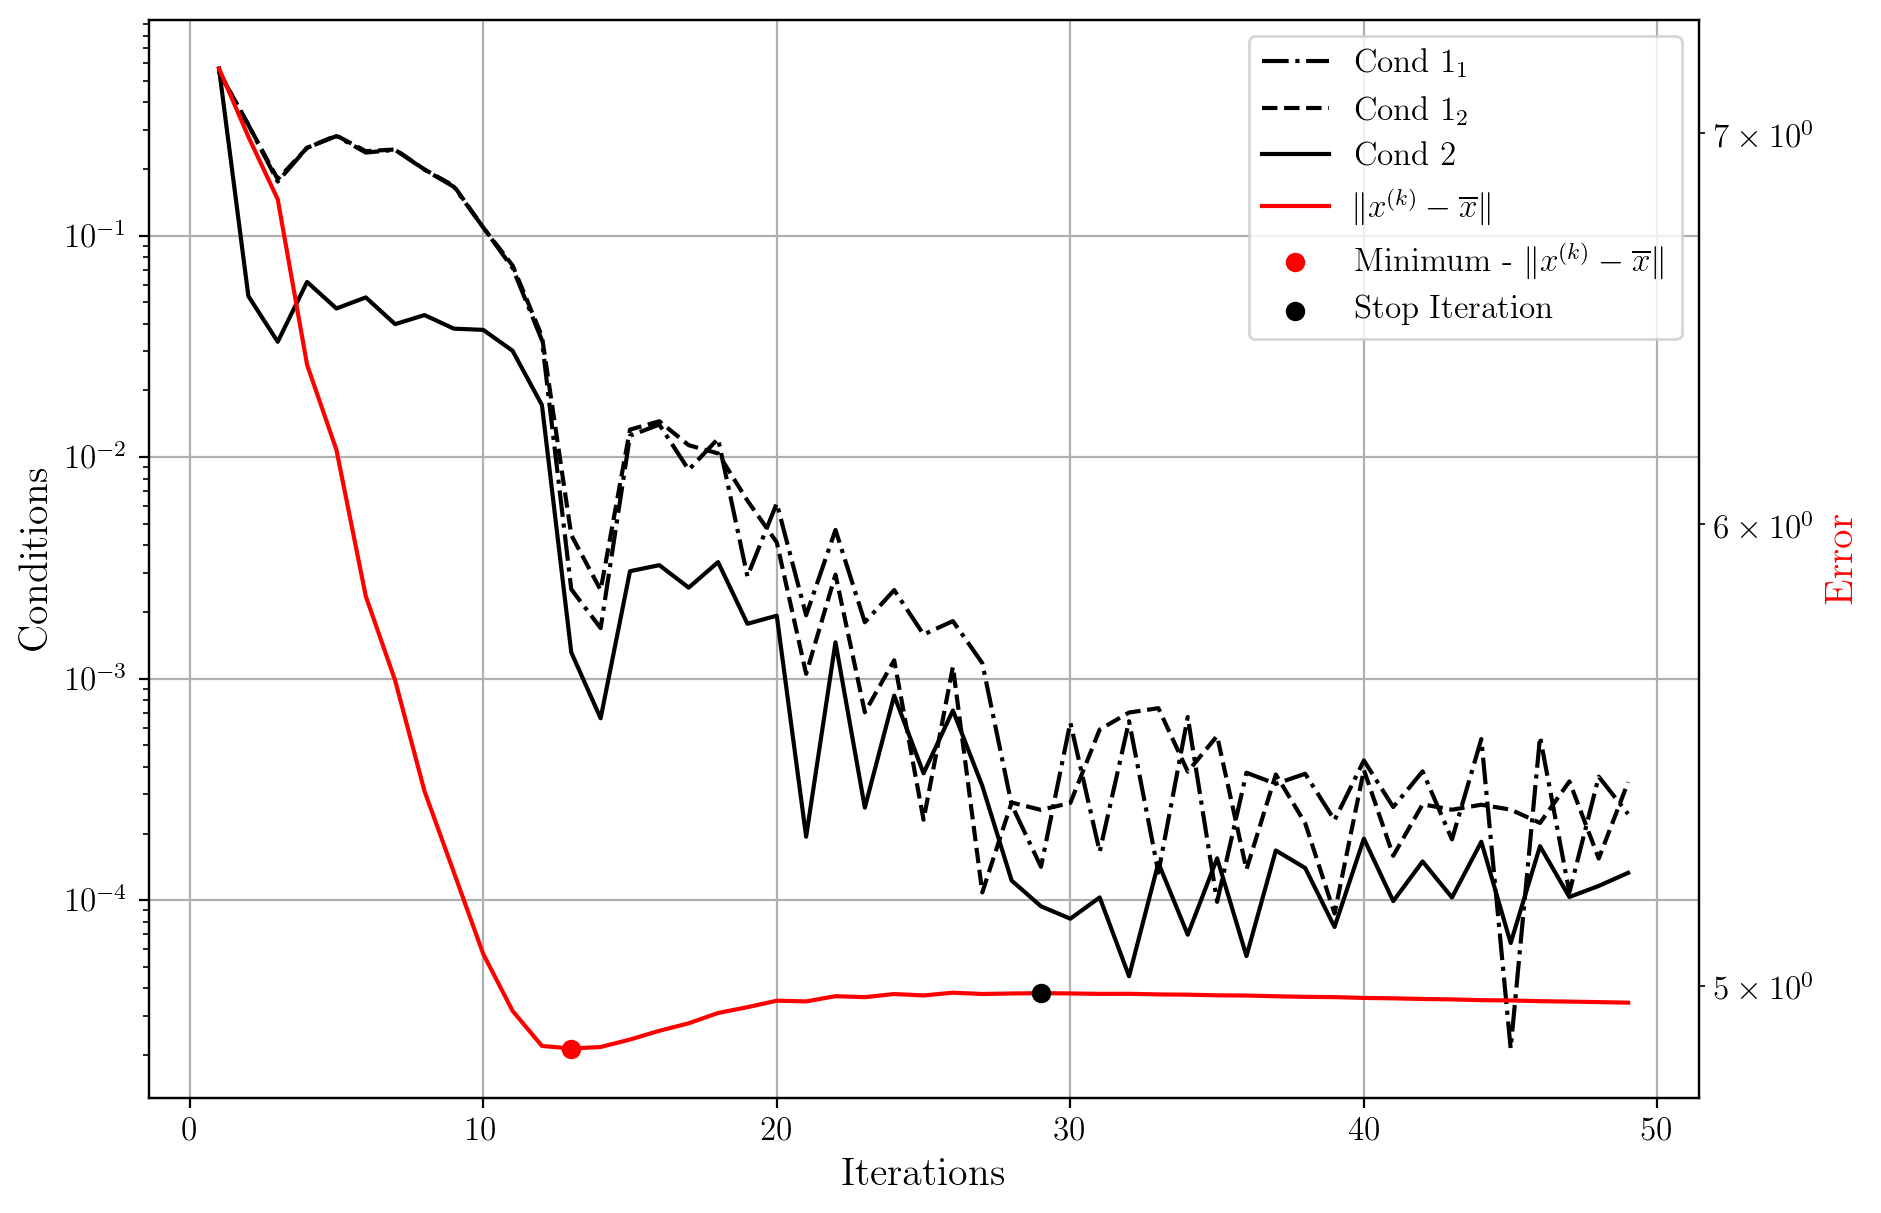 Cond 1₁
Cond 1₂
Cond 2
‖x⁽ᵏ⁾ − x̅‖
Minimum - ‖x⁽ᵏ⁾ − x̅‖
Stop Iteration
10⁻¹
10⁻²
10⁻³
10⁻⁴
Conditions
7 × 10⁰
6 × 10⁰
5 × 10⁰
Error
0 10 20 30 40 50
Iterations